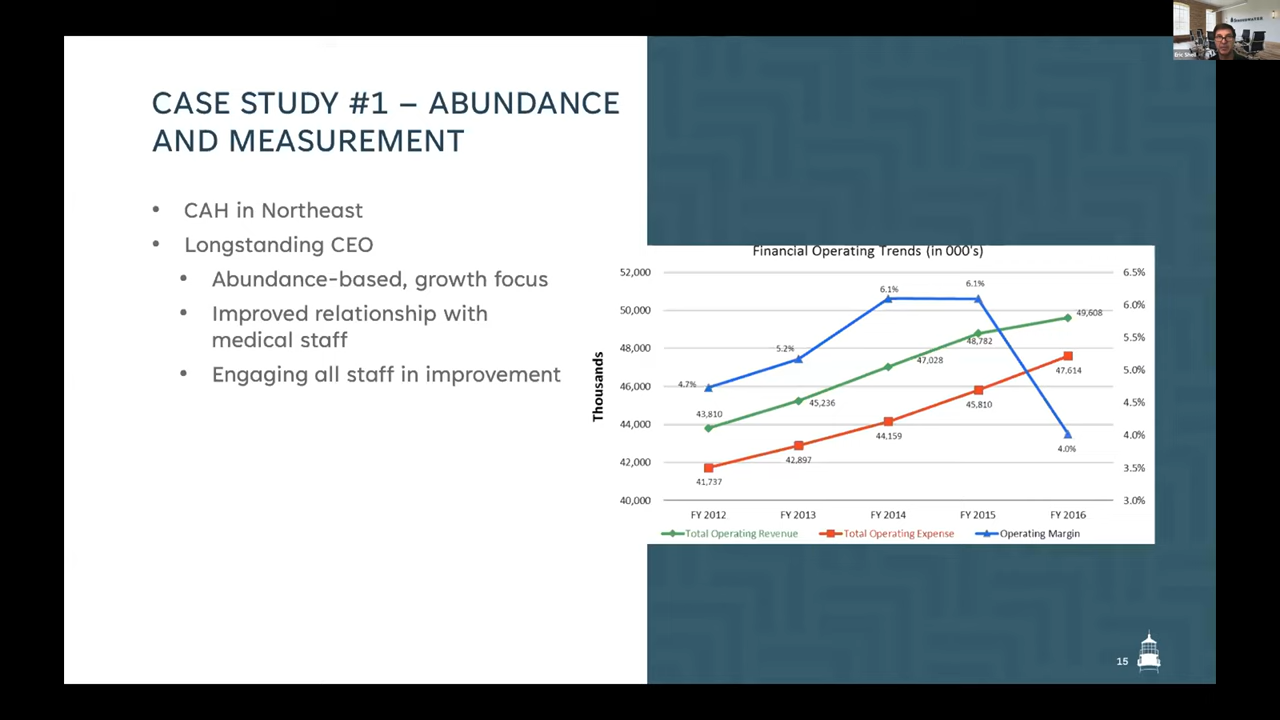 CASE STUDY #1 – ABUNDANCE
AND MEASUREMENT
• CAH in Northeast
• Longstanding CEO
• Abundance-based, growth focus
• Improved relationship with
medical staff
• Engaging all staff in improvement
Financial Operating Trends (in 000's)
Thousands
52,000
50,000
48,000
46,000
44,000
42,000
40,000
6.5%
6.0%
5.5%
5.0%
4.5%
4.0%
3.5%
3.0%
4.7%
5.2%
6.1%
6.1%
4.0%
43,810
45,236
47,028
48,782
49,608
41,737
42,897
44,159
45,810
47,614
FY 2012
FY 2013
FY 2014
FY 2015
FY 2016
Total Operating Revenue
Total Operating Expense
Operating Margin
15